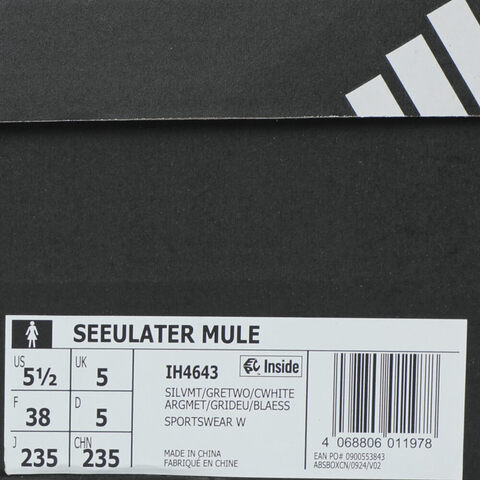 SEEULATER MULE
US 5½ UK 5
F 38 D 5
J 235 CHN 235
IH4643 Inside
SILVMT/GRETWO/CWHITE
ARGMET/GRIDEU/BLAESS
SPORTSWEAR W
MADE IN CHINA
FABRIQUÉ EN CHINE
4 068806 011978
EAN PO# 0900553843
ABSBOXCN/0924/V02